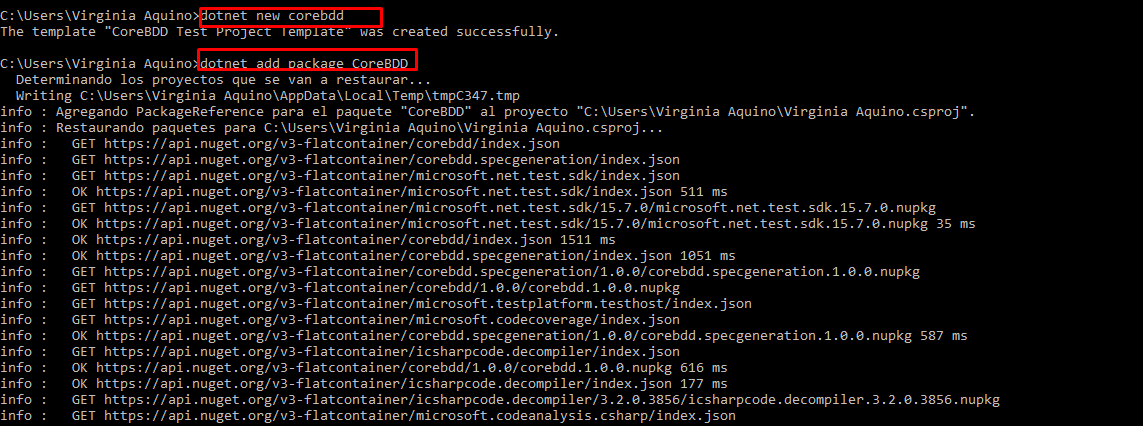 C:\Users\Virginia Aquino>dotnet new corebdd
The template "CoreBDD Test Project Template" was created successfully.
C:\Users\Virginia Aquino>dotnet add package CoreBDD
Determinando los proyectos que se van a restaurar...
Writing C:\Users\Virginia Aquino\AppData\Local\Temp\tmpC347.tmp
info : Agregando PackageReference para el paquete "CoreBDD" al proyecto "C:\Users\Virginia Aquino\Virginia Aquino.csproj".
info : Restaurando paquetes para C:\Users\Virginia Aquino\Virginia Aquino.csproj...
info :   GET https://api.nuget.org/v3-flatcontainer/corebdd/index.json
info :   GET https://api.nuget.org/v3-flatcontainer/corebdd.specgeneration/index.json
info :   GET https://api.nuget.org/v3-flatcontainer/microsoft.net.test.sdk/index.json
info :   OK https://api.nuget.org/v3-flatcontainer/microsoft.net.test.sdk/index.json 511 ms
info :   GET https://api.nuget.org/v3-flatcontainer/microsoft.net.test.sdk/15.7.0/microsoft.net.test.sdk.15.7.0.nupkg
info :   OK https://api.nuget.org/v3-flatcontainer/microsoft.net.test.sdk/15.7.0/microsoft.net.test.sdk.15.7.0.nupkg 35 ms
info :   OK https://api.nuget.org/v3-flatcontainer/corebdd/index.json 1511 ms
info :   OK https://api.nuget.org/v3-flatcontainer/corebdd.specgeneration/index.json 1051 ms
info :   GET https://api.nuget.org/v3-flatcontainer/corebdd.specgeneration/1.0.0/corebdd.specgeneration.1.0.0.nupkg
info :   GET https://api.nuget.org/v3-flatcontainer/corebdd/1.0.0/corebdd.1.0.0.nupkg
info :   GET https://api.nuget.org/v3-flatcontainer/microsoft.testplatform.testhost/index.json
info :   GET https://api.nuget.org/v3-flatcontainer/microsoft.codecoverage/index.json
info :   OK https://api.nuget.org/v3-flatcontainer/corebdd.specgeneration/1.0.0/corebdd.specgeneration.1.0.0.nupkg 587 ms
info :   GET https://api.nuget.org/v3-flatcontainer/icsharpcode.decompiler/index.json
info :   OK https://api.nuget.org/v3-flatcontainer/corebdd/1.0.0/corebdd.1.0.0.nupkg 616 ms
info :   OK https://api.nuget.org/v3-flatcontainer/icsharpcode.decompiler/index.json 177 ms
info :   GET https://api.nuget.org/v3-flatcontainer/icsharpcode.decompiler/3.2.0.3856/icsharpcode.decompiler.3.2.0.3856.nupkg
info :   GET https://api.nuget.org/v3-flatcontainer/microsoft.codeanalysis.csharp/index.json